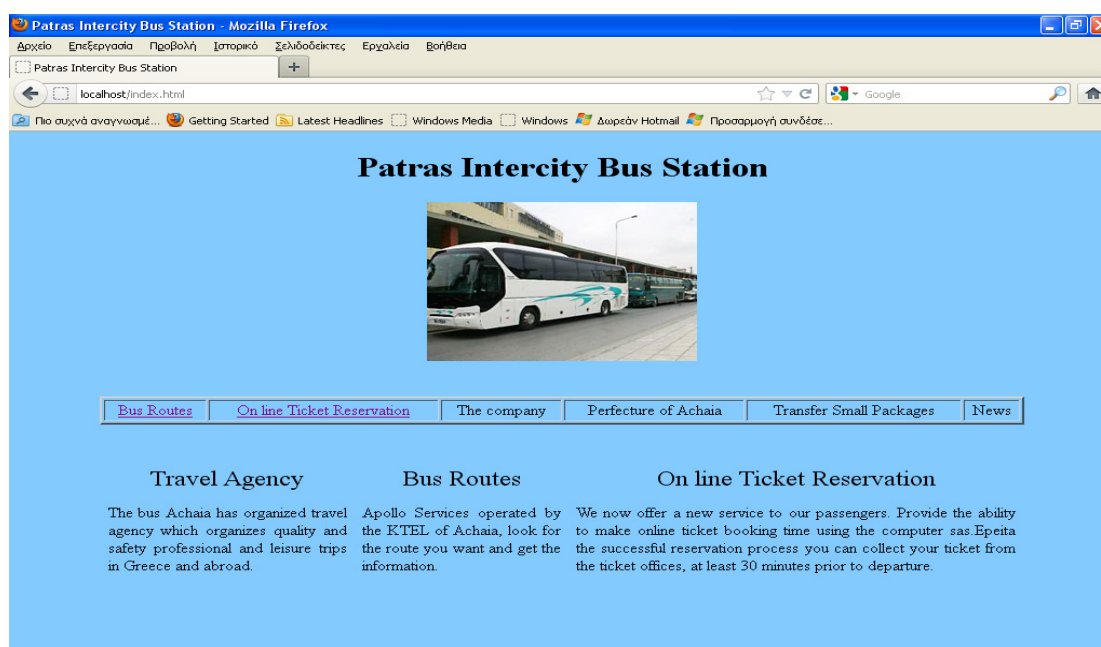 Patras Intercity Bus Station - Mozilla Firefox
Αρχείο Επεξεργασία Προβολή Ιστορικό Σελιδοδείκτες Εργαλεία Βοήθεια
Patras Intercity Bus Station +
localhost/index.html Google
Πιο συχνά αναγνωσμέ... Getting Started Latest Headlines Windows Media Windows Δωρεάν Hotmail Προσαρμογή συνδέσε...
Patras Intercity Bus Station
Bus Routes On line Ticket Reservation The company Perfecture of Achaia Transfer Small Packages News
Travel Agency
The bus Achaia has organized travel
agency which organizes quality and
safety professional and leisure trips
in Greece and abroad.
Bus Routes
Apollo Services operated by
the KTEL of Achaia, look for
the route you want and get the
information.
On line Ticket Reservation
We now offer a new service to our passengers. Provide the ability
to make online ticket booking time using the computer sas.Epeita
the successful reservation process you can collect your ticket from
the ticket offices, at least 30 minutes prior to departure.